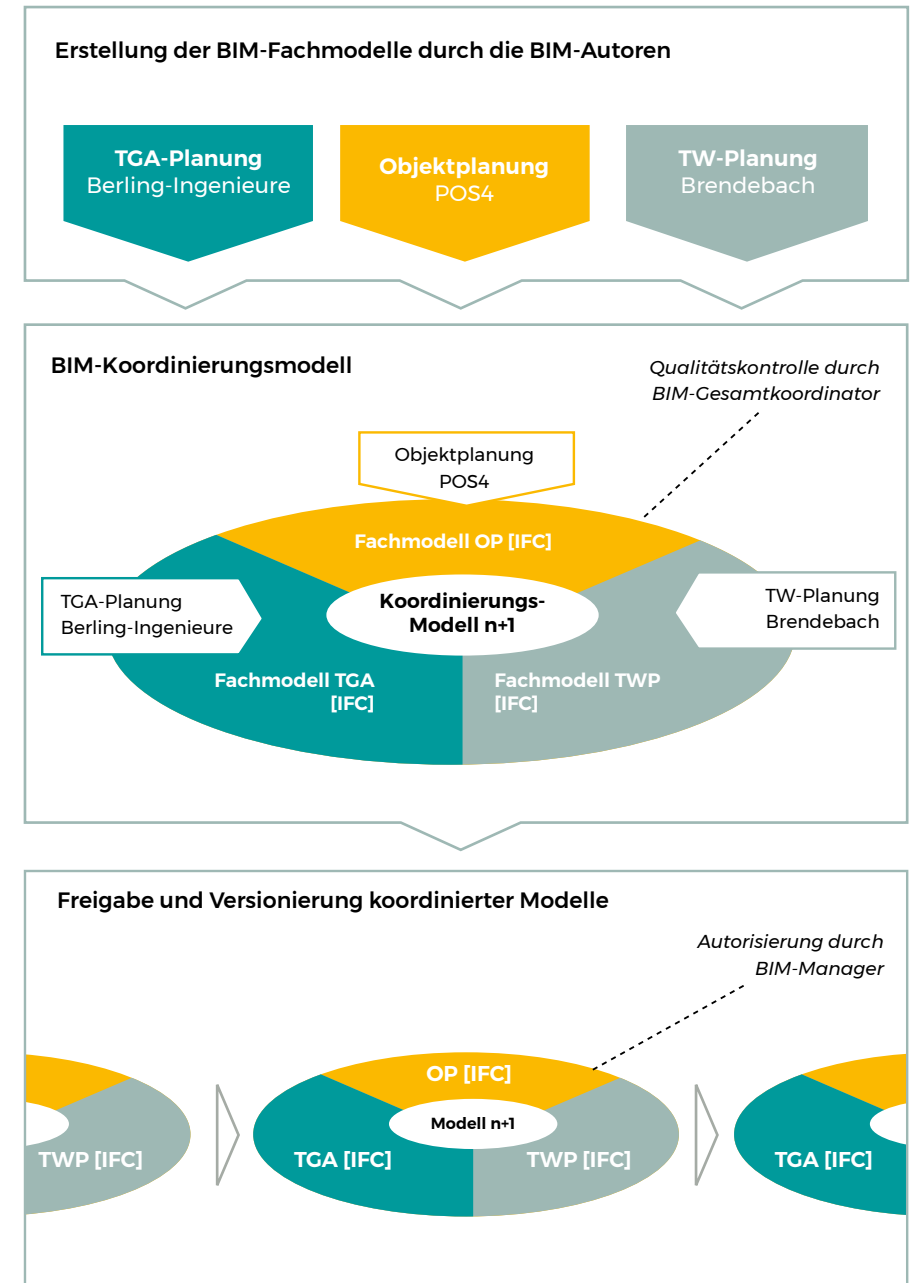 Erstellung der BIM-Fachmodelle durch die BIM-Autoren
TGA-Planung
Berling-Ingenieure
Objektplanung
POS4
TW-Planung
Brendebach
BIM-Koordinierungsmodell
Qualitätskontrolle durch
BIM-Gesamtkoordinator
Objektplanung
POS4
Fachmodell OP [IFC]
TGA-Planung
Berling-Ingenieure
Koordinierungs-
Modell n+1
TW-Planung
Brendebach
Fachmodell TGA
[IFC]
Fachmodell TWP
[IFC]
Freigabe und Versionierung koordinierter Modelle
Autorisierung durch
BIM-Manager
OP [IFC]
Modell n+1
TWP [IFC]
TGA [IFC]
TWP [IFC]
TGA [IFC]